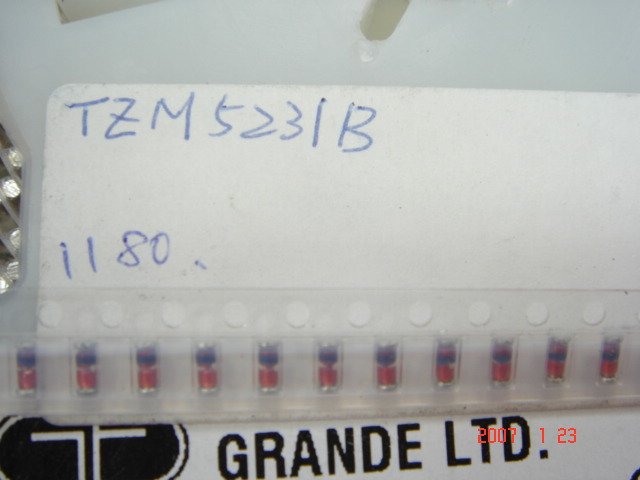 TZM5231B
1180.
GRANDE LTD.
2007 1 23